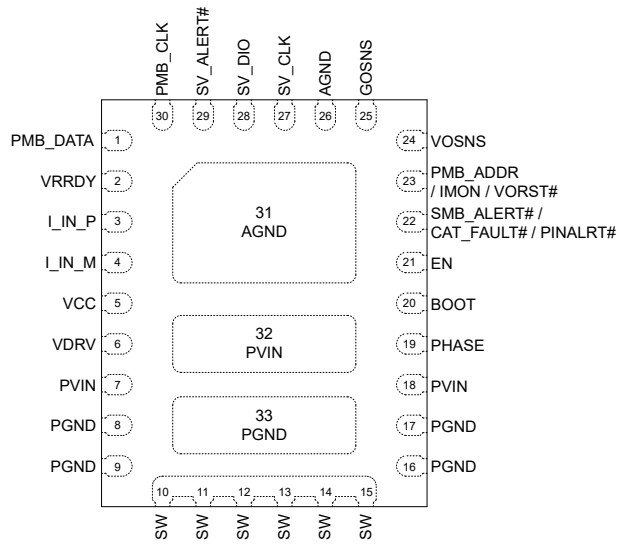 PMB_CLK
SV_ALERT#
SV_DIO
SV_CLK
AGND
GOSNS
30 29 28 27 26 25
PMB_DATA 1
VRRDY 2
I_IN_P 3
I_IN_M 4
VCC 5
VDRV 6
PVIN 7
PGND 8
PGND 9
31
AGND
32
PVIN
33
PGND
24 VOSNS
23 PMB_ADDR
/ IMON / VORST#
22 SMB_ALERT# /
CAT_FAULT# / PINALRT#
21 EN
20 BOOT
19 PHASE
18 PVIN
17 PGND
16 PGND
10 11 12 13 14 15
SW
SW
SW
SW
SW
SW